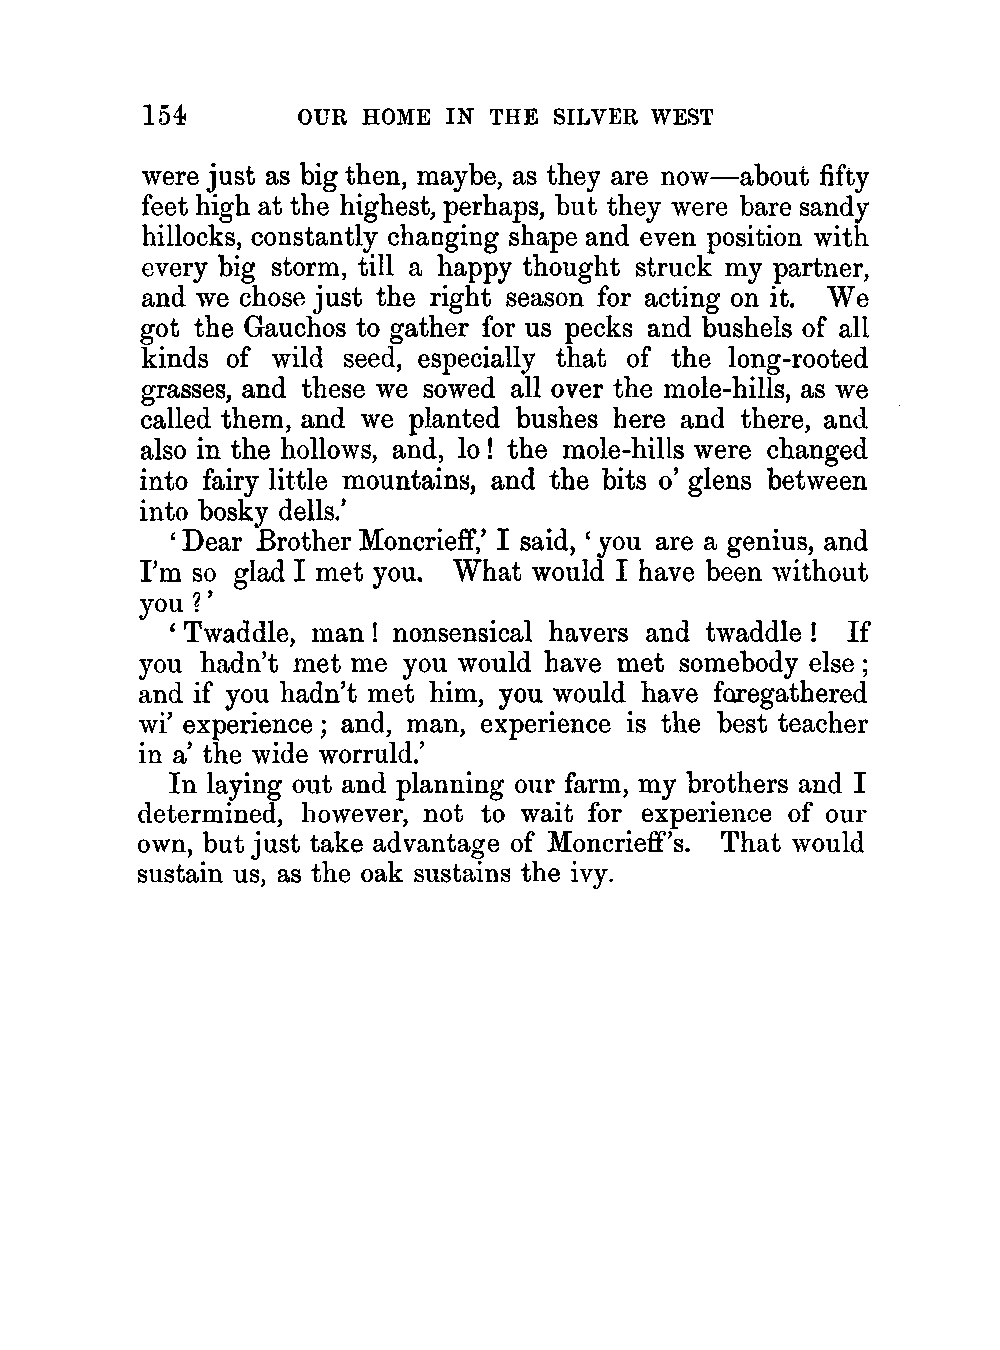 154 OUR HOME IN THE SILVER WEST
were just as big then, maybe, as they are now—about fifty
feet high at the highest, perhaps, but they were bare sandy
hillocks, constantly changing shape and even position with
every big storm, till a happy thought struck my partner,
and we chose just the right season for acting on it. We
got the Gauchos to gather for us pecks and bushels of all
kinds of wild seed, especially that of the long-rooted
grasses, and these we sowed all over the mole-hills, as we
called them, and we planted bushes here and there, and
also in the hollows, and, lo! the mole-hills were changed
into fairy little mountains, and the bits o' glens between
into bosky dells.'
'Dear Brother Moncrieff,' I said, 'you are a genius, and
I'm so glad I met you. What would I have been without
you?'
'Twaddle, man! nonsensical havers and twaddle! If
you hadn't met me you would have met somebody else;
and if you hadn't met him, you would have foregathered
wi' experience; and, man, experience is the best teacher
in a' the wide worruld.'
In laying out and planning our farm, my brothers and I
determined, however, not to wait for experience of our
own, but just take advantage of Moncrieff's. That would
sustain us, as the oak sustains the ivy.